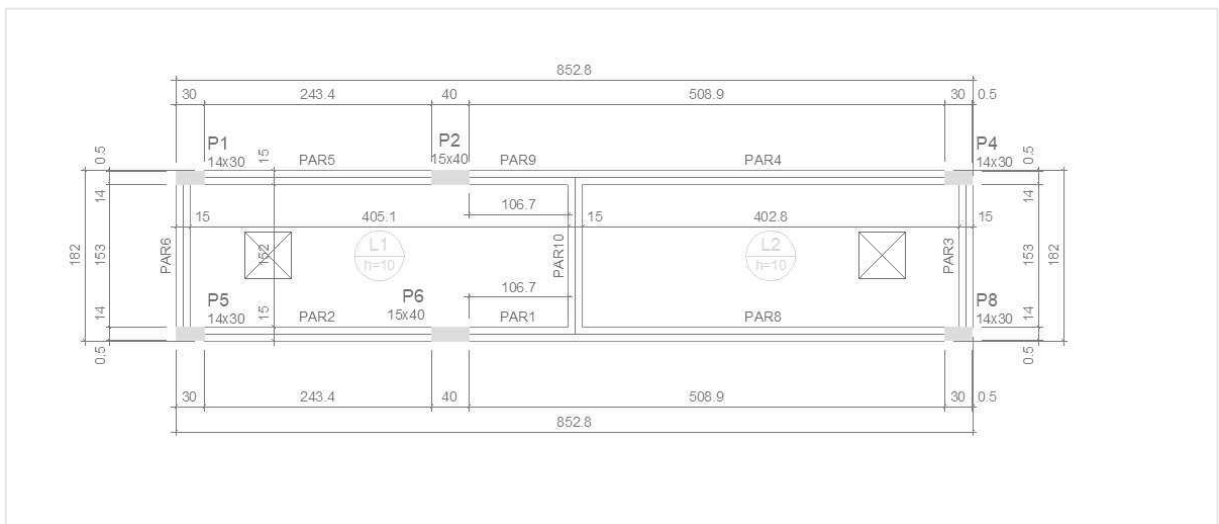 852.8
30 243.4 40 508.9 30 0.5
P1 P2 P4
14x30 15 PAR5 15x40 PAR9 PAR4 14x30
0.5 0.5
14 14
106.7
15 405.1 15 402.8 15
182 153 PAR6 152 L1 PAR10 L2 PAR3 153 182
h=10 h=10
106.7
P5 P6 P8
14x30 15 PAR2 15x40 PAR1 PAR8 14x30
14 14
0.5 0.5
30 243.4 40 508.9 30 0.5
852.8